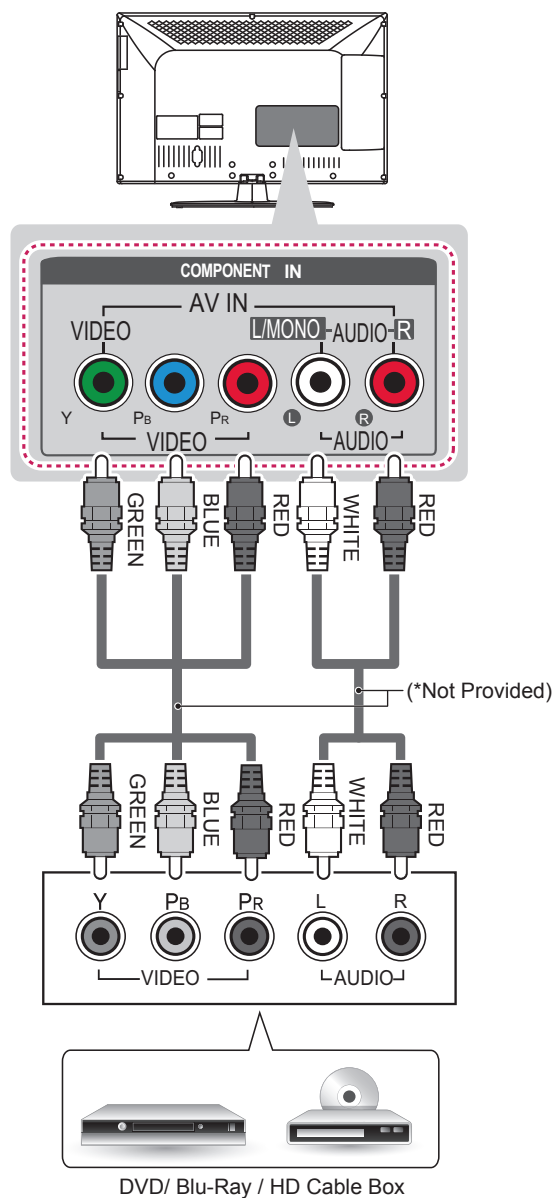 COMPONENT IN
AV IN
VIDEO L/MONO AUDIO R
Y PB PR L R
VIDEO AUDIO
GREEN BLUE RED WHITE RED
(*Not Provided)
GREEN BLUE RED WHITE RED
Y PB PR L R
VIDEO AUDIO
DVD/ Blu-Ray / HD Cable Box